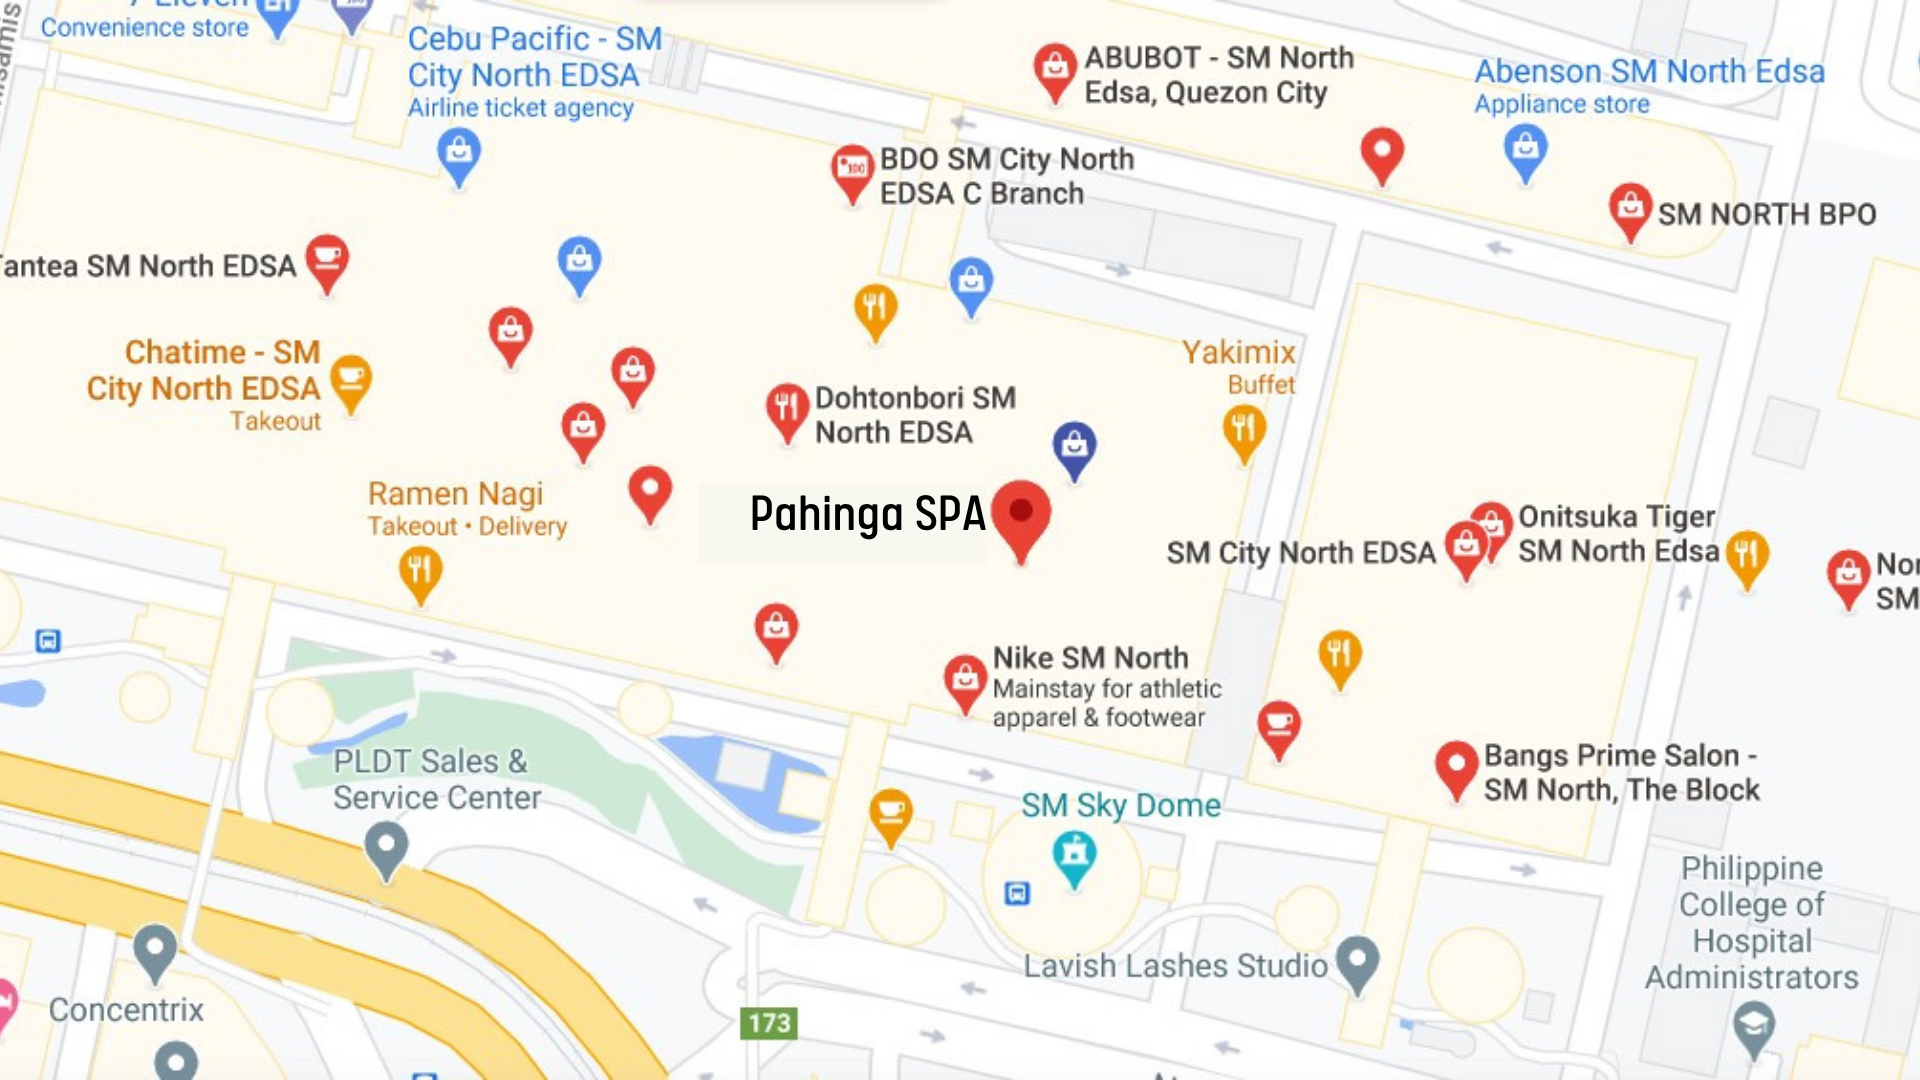 Convenience store
Cebu Pacific - SM
City North EDSA
Airline ticket agency
ABUBOT - SM North
Edsa, Quezon City
Abenson SM North Edsa
Appliance store
BDO SM City North
EDSA C Branch
SM NORTH BPO
SM North EDSA
Chatime - SM
City North EDSA
Takeout
Yakimix
Buffet
Dohtonbori SM
North EDSA
Ramen Nagi
Takeout • Delivery
Pahinga SPA
SM City North EDSA
Onitsuka Tiger
SM North Edsa
SM
Nike SM North
Mainstay for athletic
apparel & footwear
PLDT Sales &
Service Center
Bangs Prime Salon -
SM North, The Block
SM Sky Dome
Philippine
College of
Hospital
Administrators
Lavish Lashes Studio
Concentrix
173